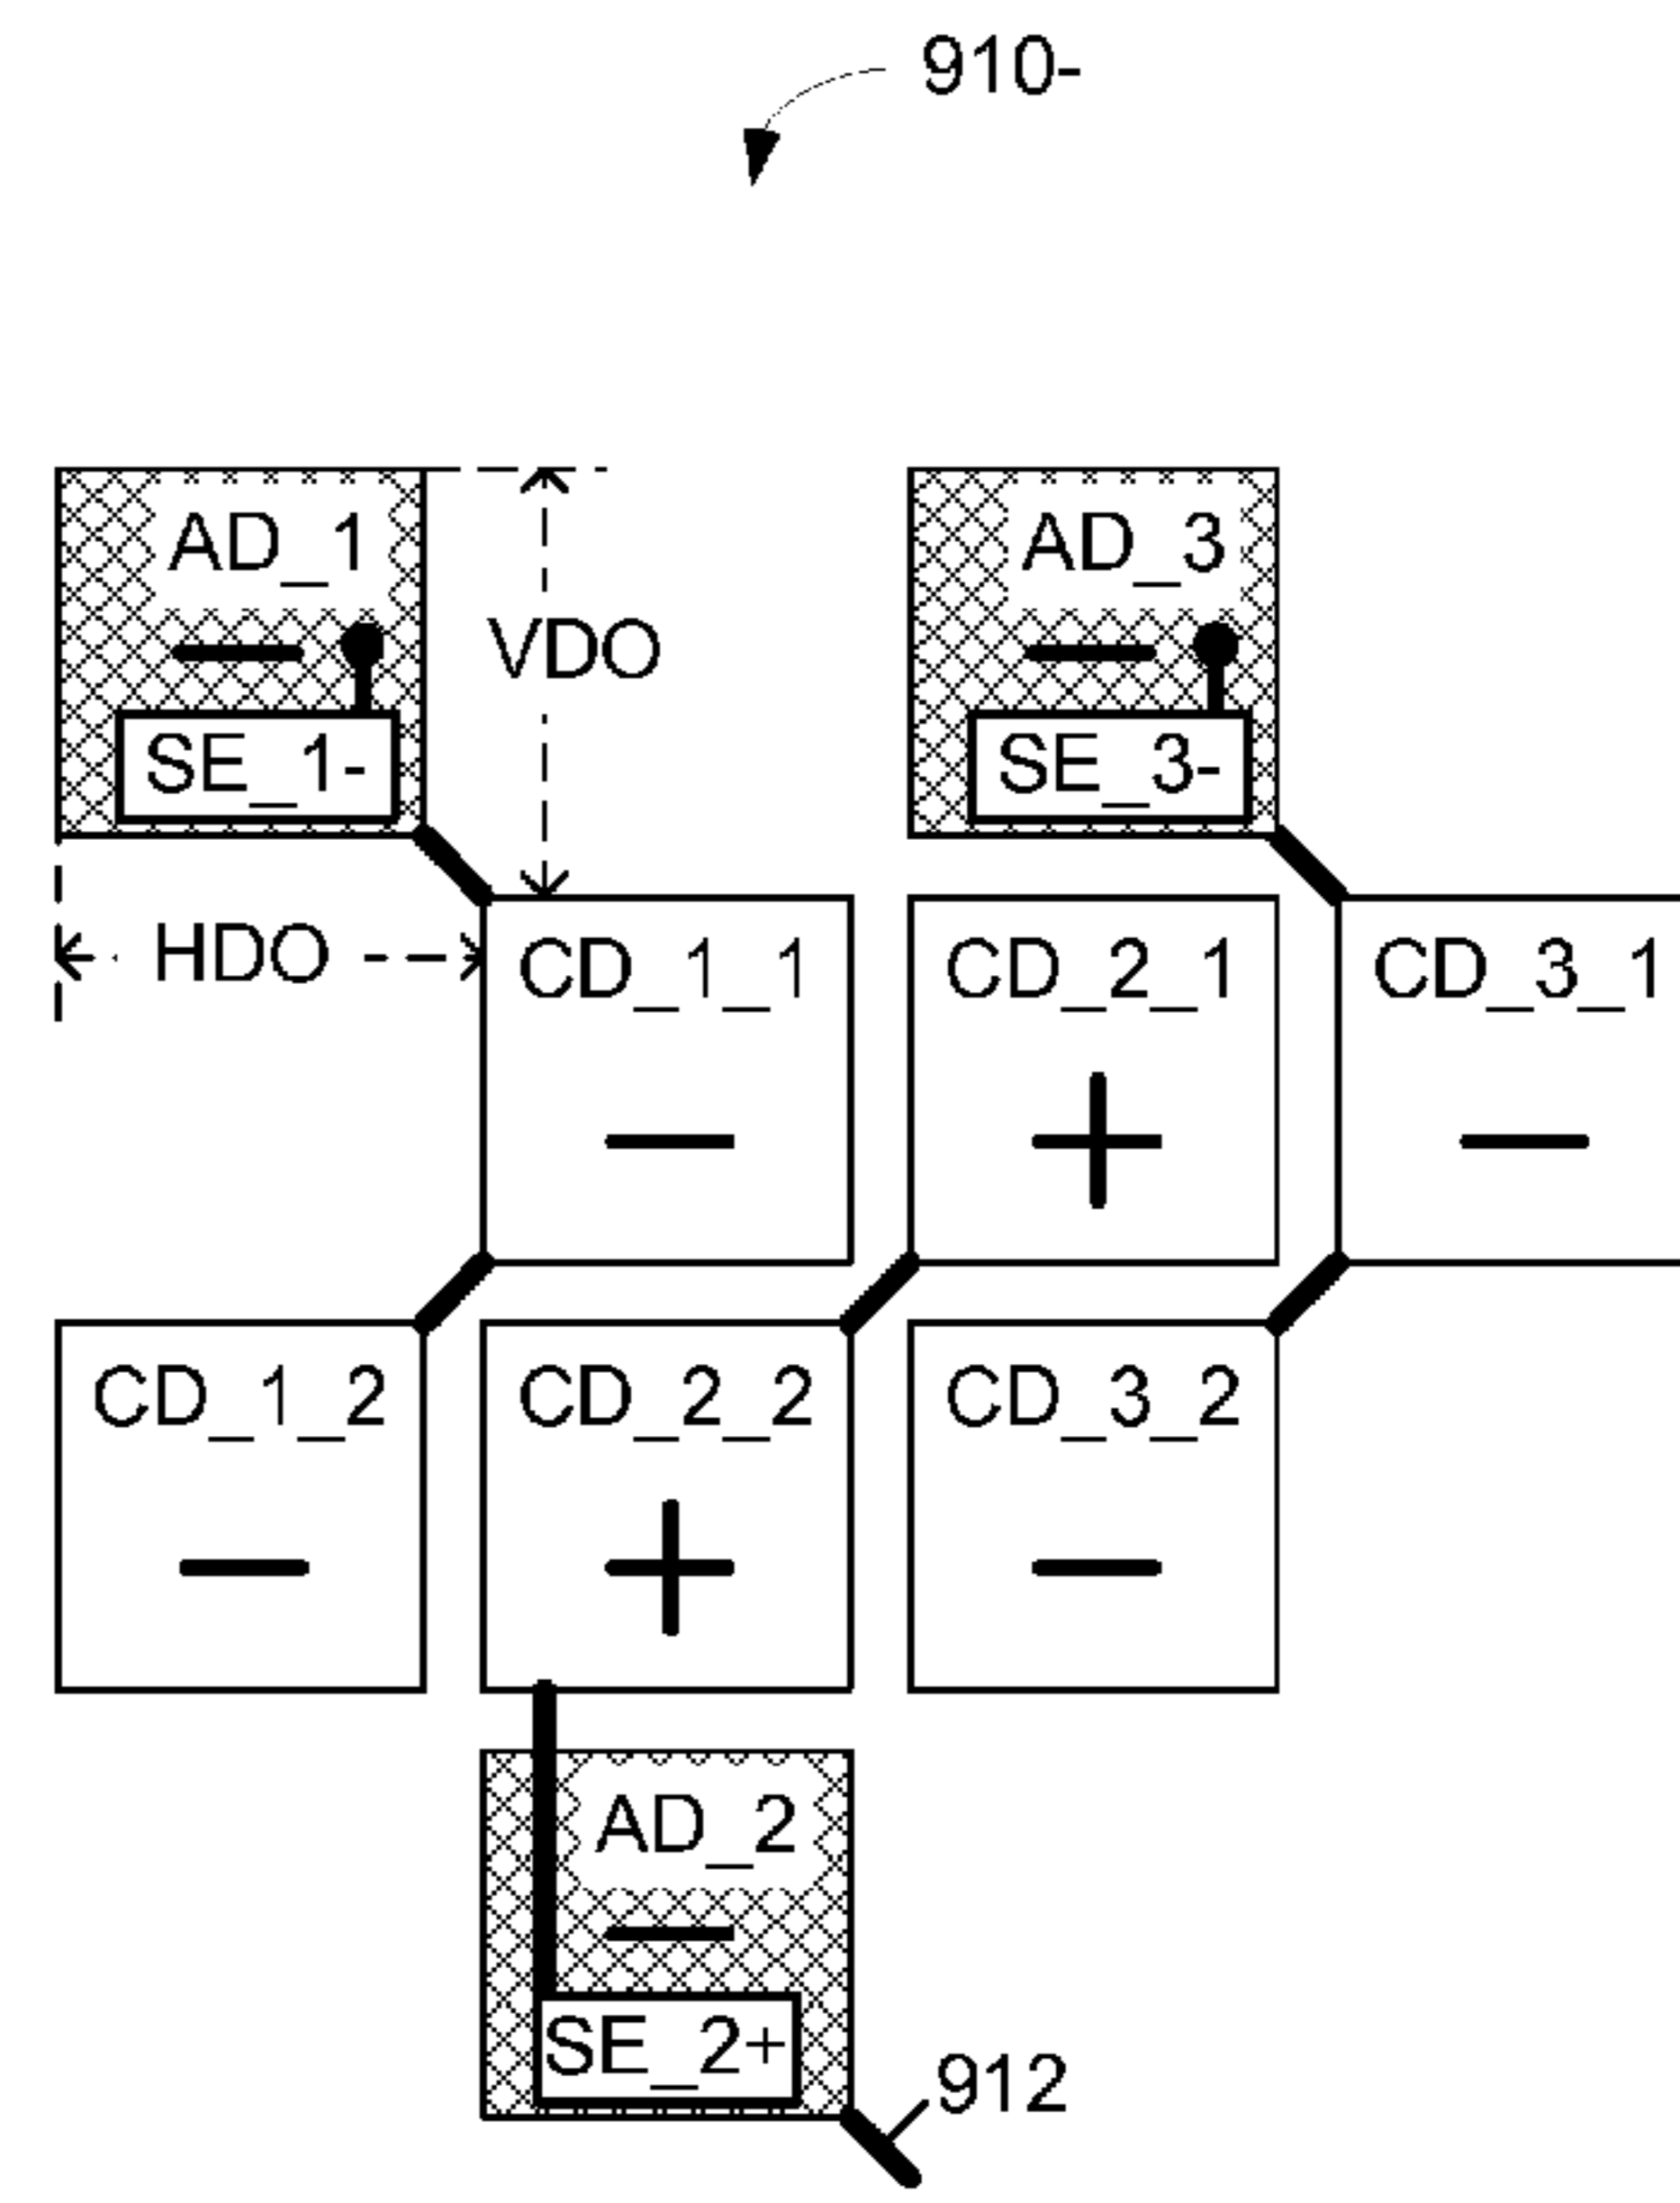 910-
AD_1 AD_3
VDO
SE_1- SE_3-
HDO CD_1_1 CD_2_1 CD_3_1
− + −
CD_1_2 CD_2_2 CD_3_2
− + −
AD_2
−
SE_2+
912